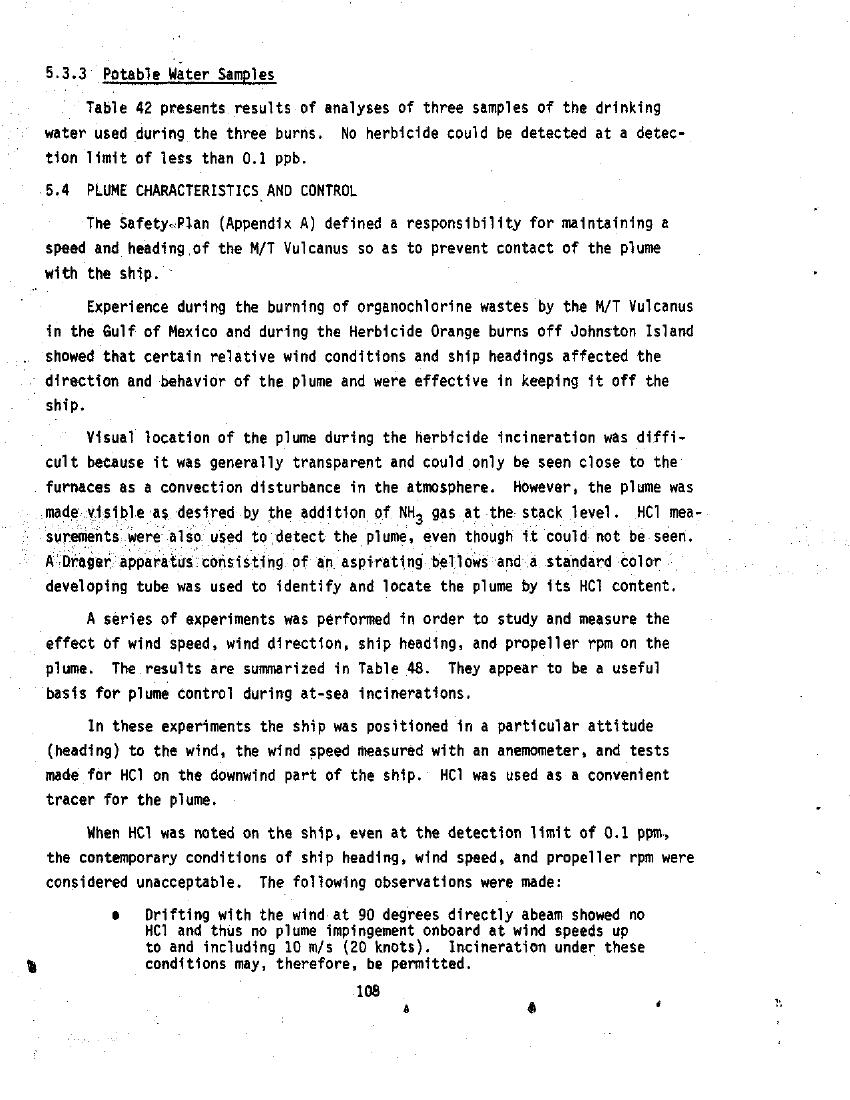 5.3.3 Potable Water Samples
Table 42 presents results of analyses of three samples of the drinking
water used during the three burns. No herbicide could be detected at a detec-
tion limit of less than 0.1 ppb.
5.4 PLUME CHARACTERISTICS AND CONTROL
The Safety Plan (Appendix A) defined a responsibility for maintaining a
speed and heading of the M/T Vulcanus so as to prevent contact of the plume
with the ship.
Experience during the burning of organochlorine wastes by the M/T Vulcanus
in the Gulf of Mexico and during the Herbicide Orange burns off Johnston Island
showed that certain relative wind conditions and ship headings affected the
direction and behavior of the plume and were effective in keeping it off the
ship.
Visual location of the plume during the herbicide incineration was diffi-
cult because it was generally transparent and could only be seen close to the
furnaces as a convection disturbance in the atmosphere. However, the plume was
made visible as desired by the addition of NH3 gas at the stack level. HCl mea-
surements were also used to detect the plume, even though it could not be seen.
A Drager apparatus consisting of an aspirating bellows and a standard color
developing tube was used to identify and locate the plume by its HCl content.
A series of experiments was performed in order to study and measure the
effect of wind speed, wind direction, ship heading, and propeller rpm on the
plume. The results are summarized in Table 48. They appear to be a useful
basis for plume control during at-sea incinerations.
In these experiments the ship was positioned in a particular attitude
(heading) to the wind, the wind speed measured with an anemometer, and tests
made for HCl on the downwind part of the ship. HCl was used as a convenient
tracer for the plume.
When HCl was noted on the ship, even at the detection limit of 0.1 ppm,
the contemporary conditions of ship heading, wind speed, and propeller rpm were
considered unacceptable. The following observations were made:
• Drifting with the wind at 90 degrees directly abeam showed no
HCl and thus no plume impingement onboard at wind speeds up
to and including 10 m/s (20 knots). Incineration under these
conditions may, therefore, be permitted.
108